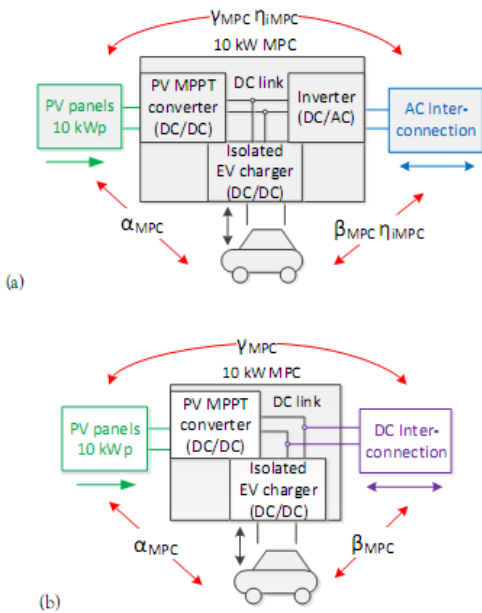 γMPC ηiMPC
10 kW MPC
PV panels
10 kWp
PV MPPT
converter
(DC/DC)
DC link
Inverter
(DC/AC)
AC Inter-
connection
Isolated
EV charger
(DC/DC)
αMPC
βMPC ηiMPC
(a)
γMPC
10 kW MPC
PV panels
10 kWp
PV MPPT
converter
(DC/DC)
DC link
DC Inter-
connection
Isolated
EV charger
(DC/DC)
αMPC
βMPC
(b)